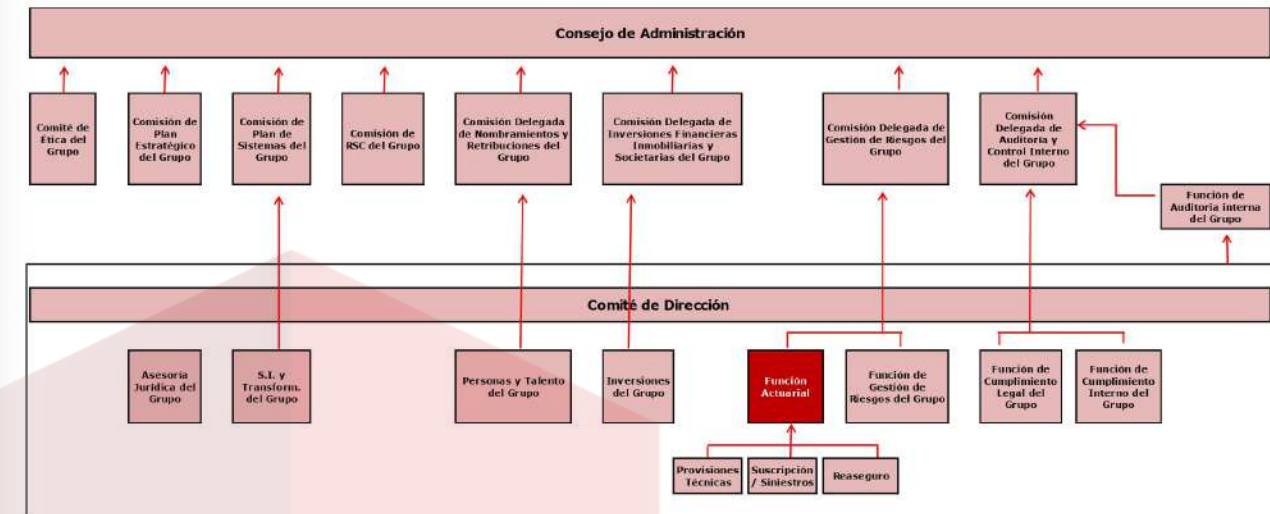 Consejo de Administración
Comité de
Ética del
Grupo
Comisión de
Plan
Estratégico
del Grupo
Comisión de
Plan de
Sistemas del
Grupo
Comisión de
RSC del Grupo
Comisión Delegada
de Nombramientos y
Retribuciones del
Grupo
Comisión Delegada de
Inversiones Financieras
Inmobiliarias y
Societarias del Grupo
Comisión Delegada de
Gestión de Riesgos del
Grupo
Comisión
Delegada de
Auditoría y
Control Interno
del Grupo
Función de
Auditoria interna
del Grupo
Comité de Dirección
Asesoría
Jurídica del
Grupo
S.I. y
Transform.
del Grupo
Personas y Talento
del Grupo
Inversiones
del Grupo
Función
Actuarial
Función de
Gestión de
Riesgos del Grupo
Función de
Cumplimiento
Legal del
Grupo
Función de
Cumplimiento
Interno del
Grupo
Provisiones
Técnicas
Suscripción
/ Siniestros
Reaseguro